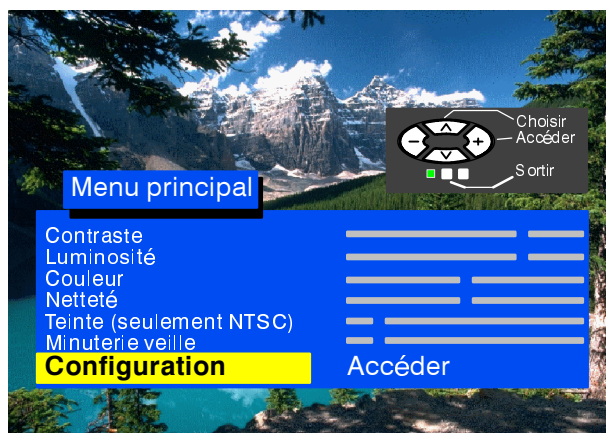 Choisir
Accéder
Sortir
Menu principal
Contraste
Luminosité
Couleur
Netteté
Teinte (seulement NTSC)
Minuterie veille
Configuration Accéder